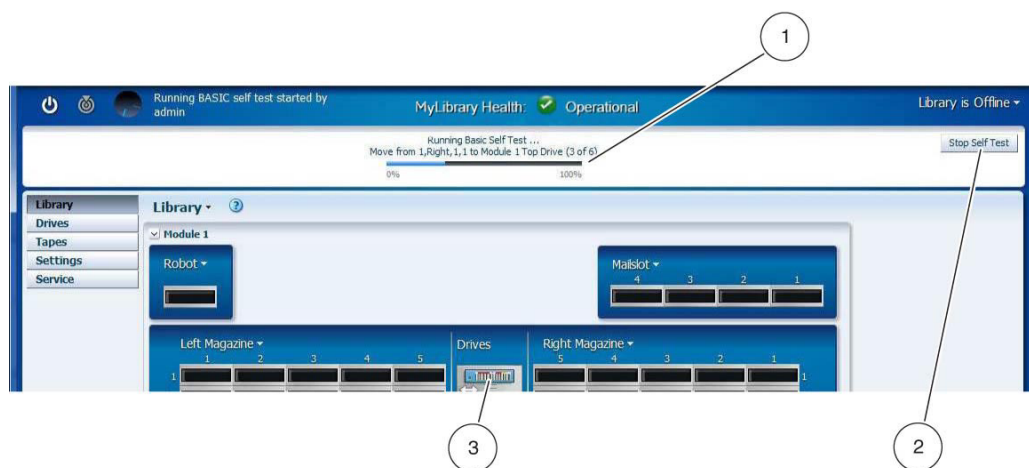 1
Running BASIC self test started by
admin
MyLibrary Health: Operational
Library is Offline
Running Basic Self Test ...
Move from 1,Right,1,1 to Module 1 Top Drive (3 of 6)
0% 100%
Stop Self Test
Library
Drives
Tapes
Settings
Service
Library ?
Module 1
Robot
Mailslot
4 3 2 1
Left Magazine Drives Right Magazine
1 2 3 4 5 5 4 3 2 1
1 1
3
2